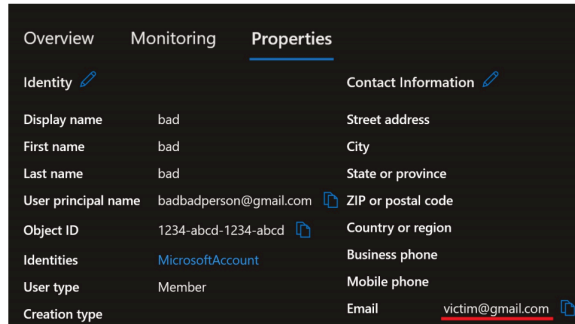 Overview Monitoring Properties
Identity
Display name bad
First name bad
Last name bad
User principal name badbadperson@gmail.com
Object ID 1234-abcd-1234-abcd
Identities MicrosoftAccount
User type Member
Creation type
Contact Information
Street address
City
State or province
ZIP or postal code
Country or region
Business phone
Mobile phone
Email victim@gmail.com